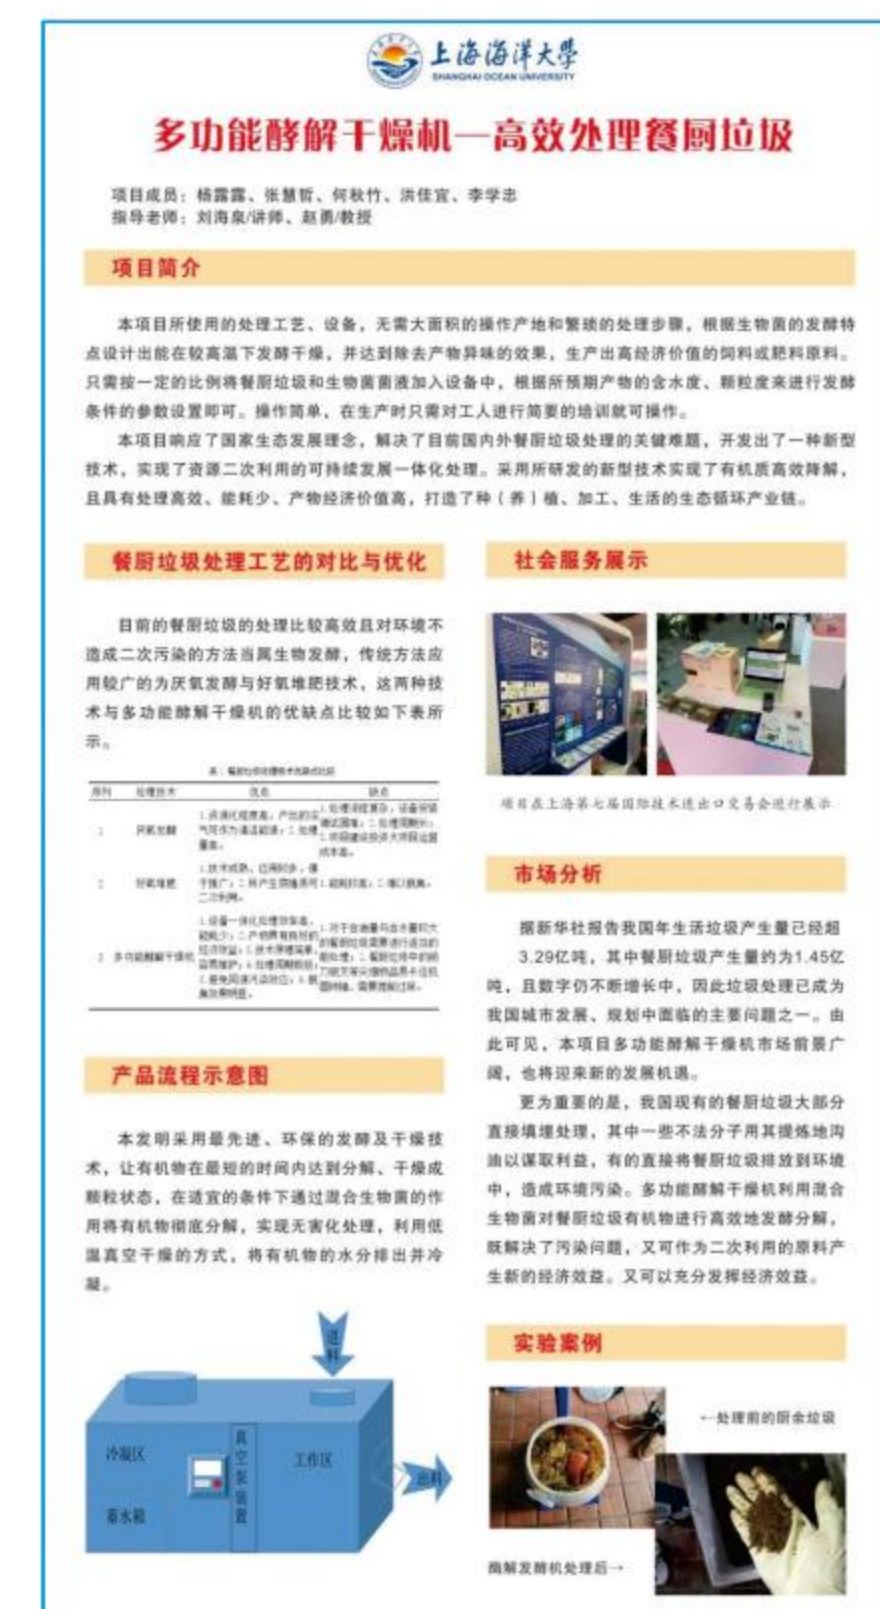 上海海洋大學
SHANGHAI OCEAN UNIVERSITY
多功能酵解干燥机—高效处理餐厨垃圾
项目成员：杨露露、张慧哲、何秋竹、洪佳宜、李学忠
指导老师：刘海泉/讲师、赵勇/教授
项目简介
本项目所使用的处理工艺、设备，无需大面积的操作产地和繁琐的处理步骤，根据生物菌的发酵特
点设计出能在较高温下发酵干燥，并达到除去产物异味的效果，生产出高经济价值的饲料或肥料原料。
只需按一定的比例将餐厨垃圾和生物菌菌液加入设备中，根据所预期产物的含水度、颗粒度来进行发酵
条件的参数设置即可。操作简单，在生产时只需对工人进行简要的培训就可操作。
本项目响应了国家生态发展理念，解决了目前国内外餐厨垃圾处理的关键难题，开发出了一种新型
技术，实现了资源二次利用的可持续发展一体化处理。采用所研发的新型技术实现了有机质高效降解，
且具有处理高效、能耗少、产物经济价值高，打造了种（养）植、加工、生活的生态循环产业链。
餐厨垃圾处理工艺的对比与优化
目前的餐厨垃圾的处理比较高效且对环境不
造成二次污染的方法当属生物发酵，传统方法应
用较广的为厌氧发酵与好氧堆肥技术，这两种技
术与多功能酵解干燥机的优缺点比较如下表所
示。
表：餐厨垃圾处理技术优缺点比较
序列 处理技术 优点 缺点
1 厌氧发酵
2 好氧堆肥
3 多功能酵解干燥机
产品流程示意图
本发明采用最先进、环保的发酵及干燥技
术，让有机物在最短的时间内达到分解、干燥成
颗粒状态，在适宜的条件下通过混合生物菌的作
用将有机物彻底分解，实现无害化处理，利用低
温真空干燥的方式，将有机物的水分排出并冷
凝。
进料
冷凝区
真空泵装置
工作区
出料
蓄水箱
社会服务展示
项目在上海第七届国际技术进出口交易会进行展示
市场分析
据新华社报告我国年生活垃圾产生量已经超
3.29亿吨，其中餐厨垃圾产生量约为1.45亿
吨，且数字仍不断增长中，因此垃圾处理已成为
我国城市发展、规划中面临的主要问题之一。由
此可见，本项目多功能酵解干燥机市场前景广
阔，也将迎来新的发展机遇。
更为重要的是，我国现有的餐厨垃圾大部分
直接填埋处理，其中一些不法分子用其提炼地沟
油以谋取利益，有的直接将餐厨垃圾排放到环境
中，造成环境污染。多功能酵解干燥机利用混合
生物菌对餐厨垃圾有机物进行高效地发酵分解，
既解决了污染问题，又可作为二次利用的原料产
生新的经济效益。又可以充分发挥经济效益。
实验案例
←处理前的厨余垃圾
酶解发酵机处理后→